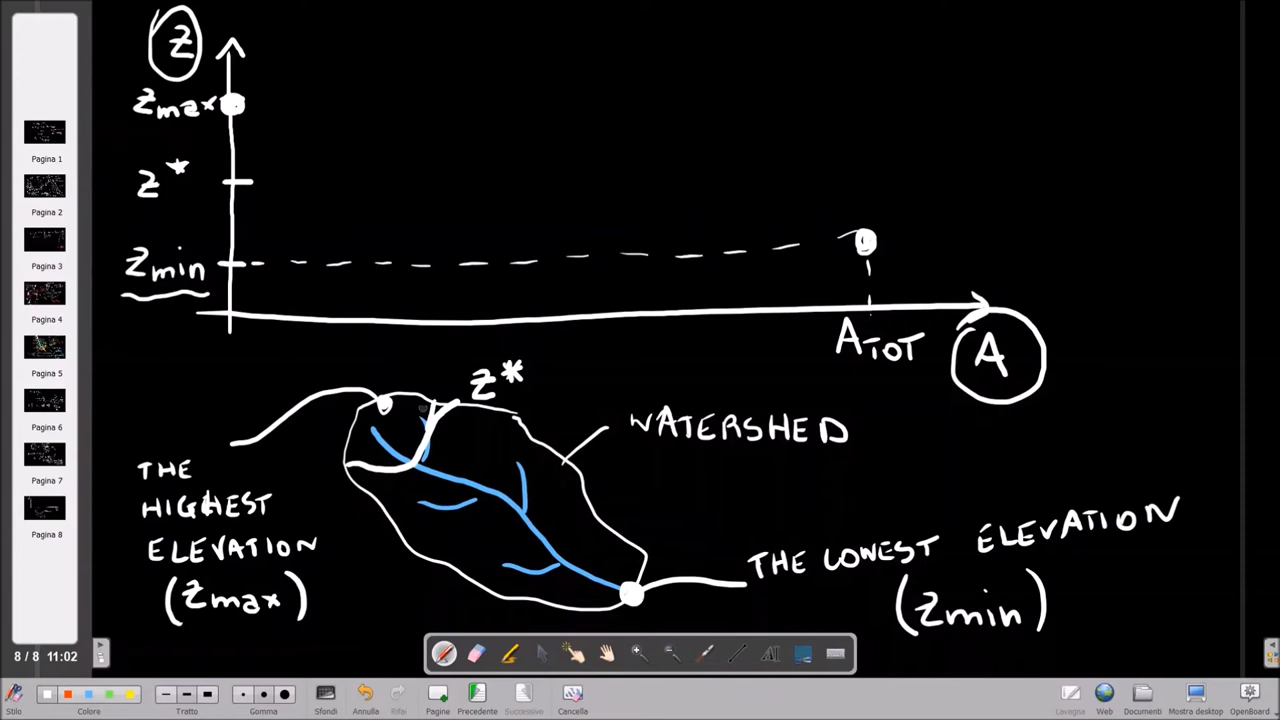 z
zmax
z*
zmin
ATOT
A
z*
WATERSHED
THE
HIGHEST
ELEVATION
(zmax)
THE LOWEST ELEVATION
(zmin)
Pagina 1
Pagina 2
Pagina 3
Pagina 4
Pagina 5
Pagina 6
Pagina 7
Pagina 8
8 / 8 11:02
Stilo
Colore
Tratto
Gomma
Sfondi
Annulla
Rifai
Pagine
Precedente
Successivo
Cancella
Lavagna
Web
Documenti
Mostra desktop
OpenBoard